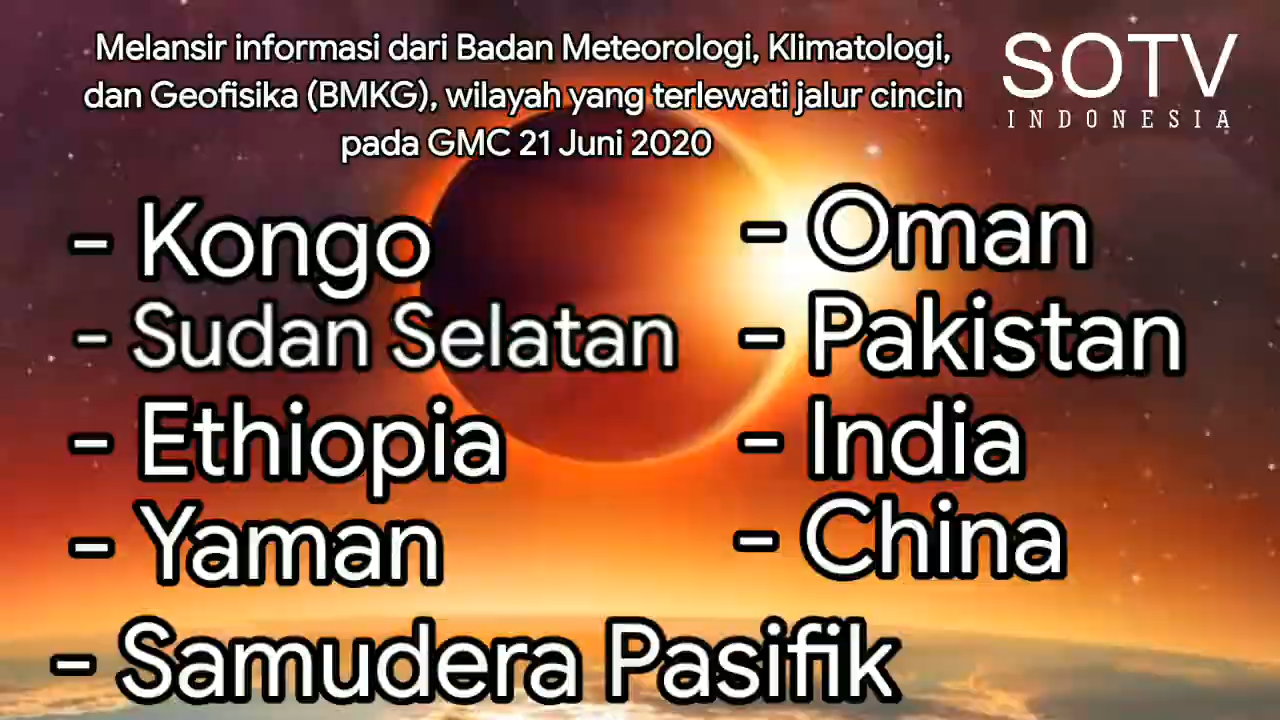 Melansir informasi dari Badan Meteorologi, Klimatologi,
dan Geofisika (BMKG), wilayah yang terlewati jalur cincin
pada GMC 21 Juni 2020
SOTV
INDONESIA
- Kongo
- Sudan Selatan
- Ethiopia
- Yaman
- Oman
- Pakistan
- India
- China
- Samudera Pasifik